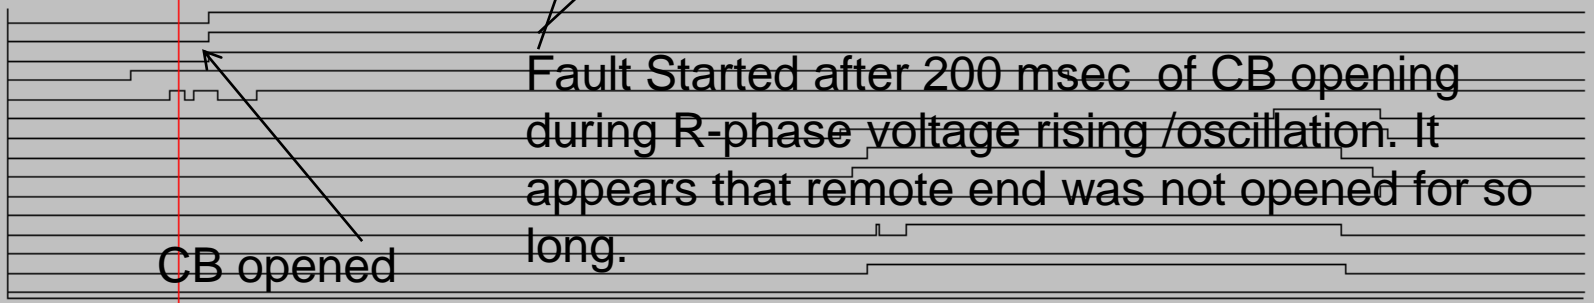 Fault Started after 200 msec of CB opening
during R-phase voltage rising /oscillation. It
appears that remote end was not opened for so
long.
CB opened